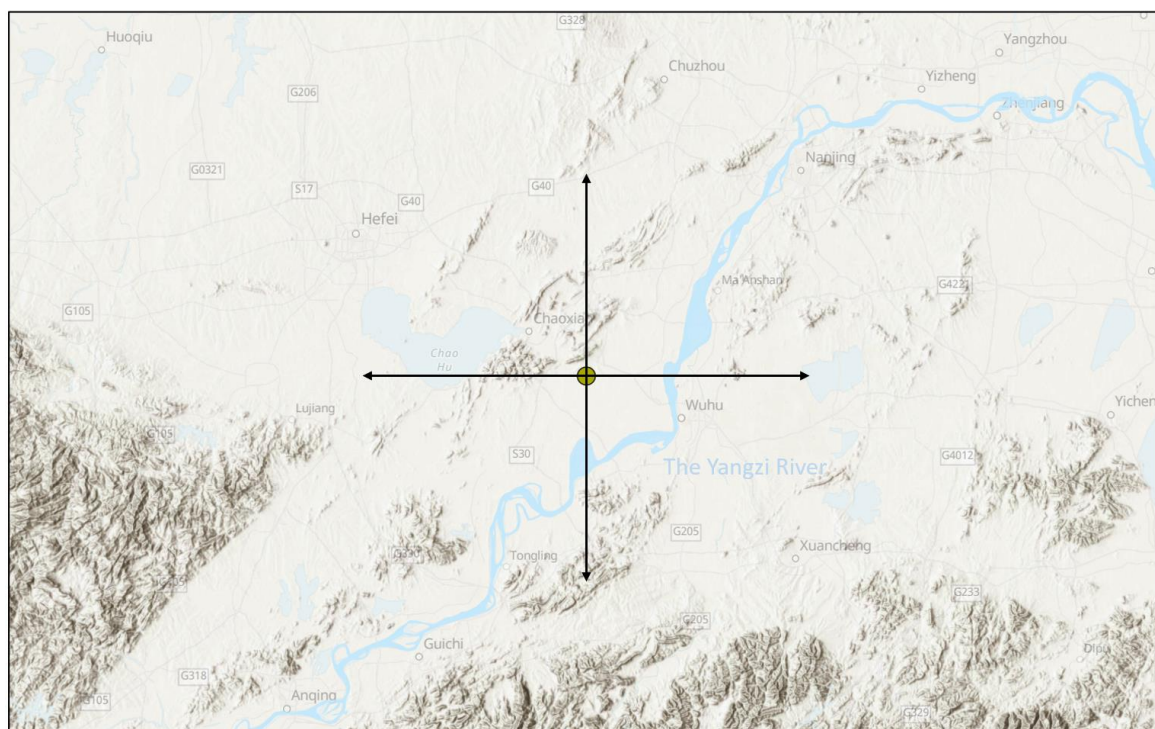 G328
Huoqiu
Yangzhou
Chuzhou
Yizheng
G206
Zhenjiang
Nanjing
G0321
S17
G40
G40
Hefei
Ma Anshan
G422
G105
Chaoxia
Chao
Hu
Lujiang
Wuhu
Yichen
G105
S30
G4012
The Yangzi River
G205
Xuancheng
G330
Tongling
G233
G205
Guichi
G318
Anqing
G105
G329